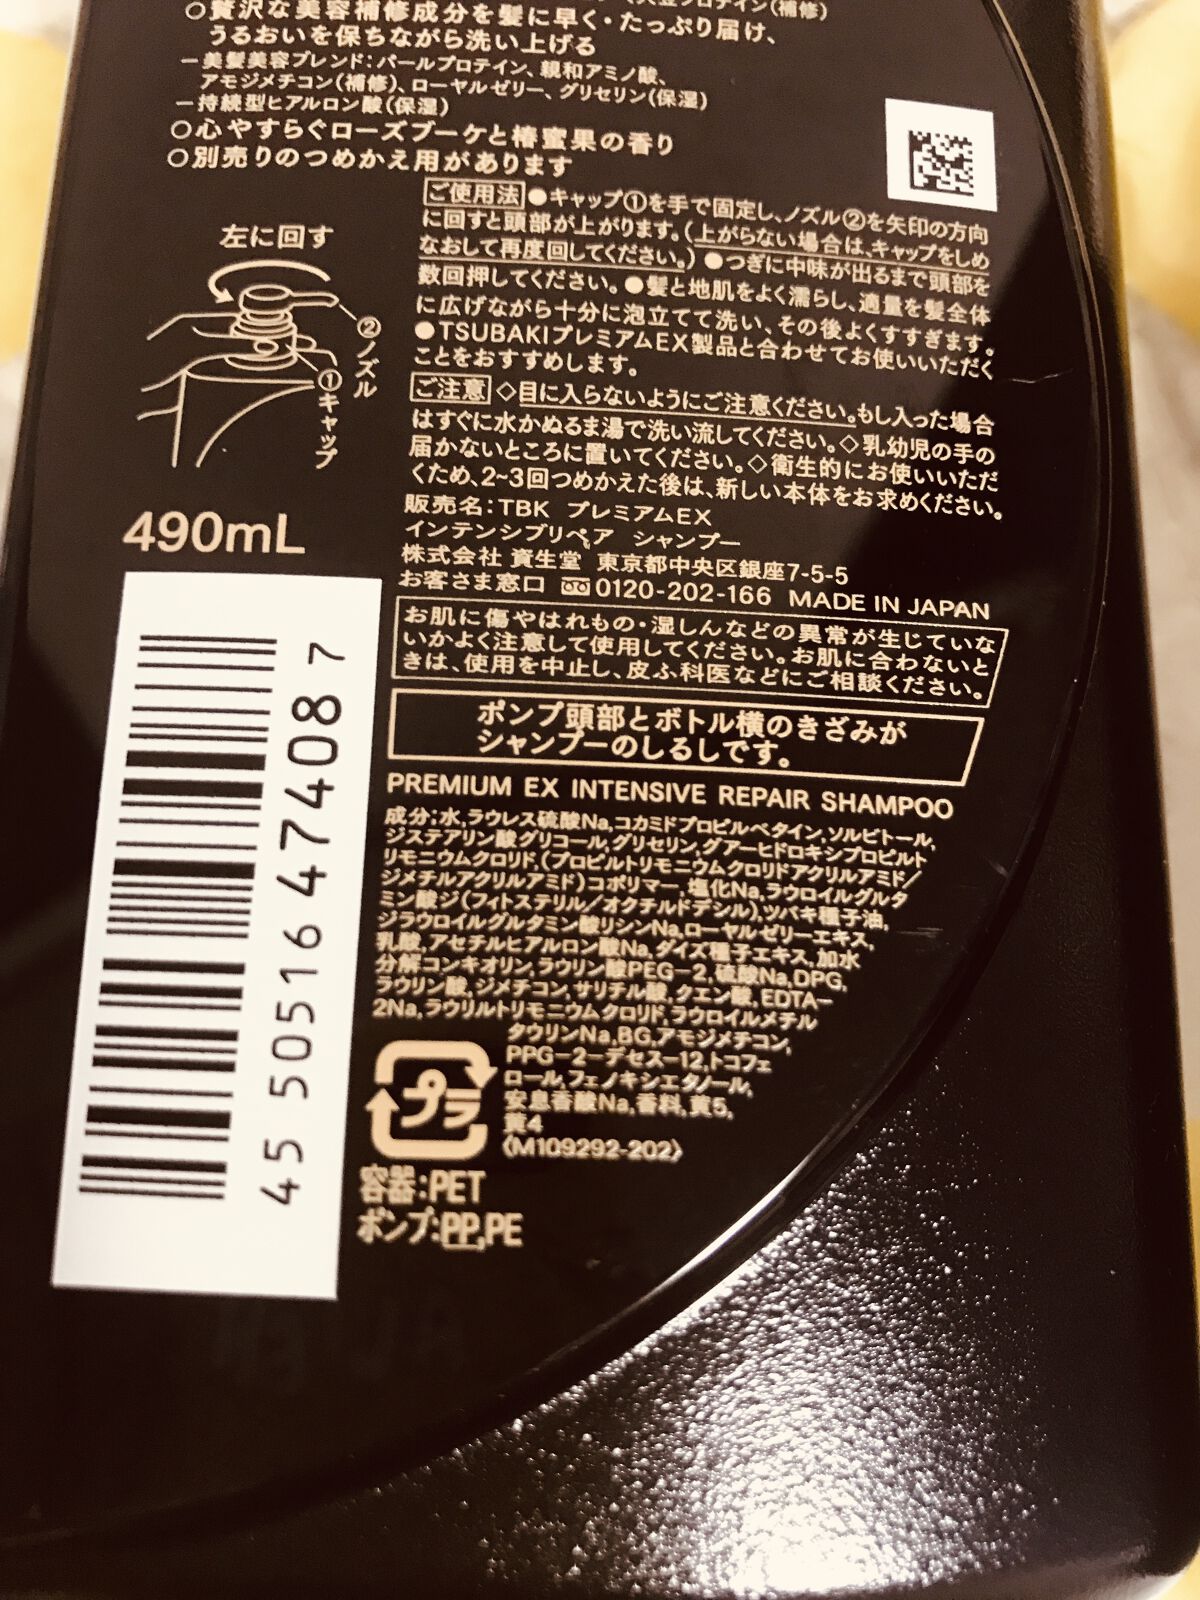 大豆プロテイン(補修)
○贅沢な美容補修成分を髪に早く・たっぷり届け、
うるおいを保ちながら洗い上げる
－美髪美容ブレンド:パールプロテイン、親和アミノ酸、
アモジメチコン(補修)、ローヤルゼリー、グリセリン(保湿)
－持続型ヒアルロン酸(保湿)
○心やすらぐローズブーケと椿蜜果の香り
○別売りのつめかえ用があります
左に回す
②ノズル
①キャップ
ご使用法 ●キャップ①を手で固定し、ノズル②を矢印の方向
に回すと頭部が上がります。(上がらない場合は、キャップをしめ
なおして再度回してください。)●つぎに中味が出るまで頭部を
数回押してください。●髪と地肌をよく濡らし、適量を髪全体
に広げながら十分に泡立てて洗い、その後よくすすぎます。
●TSUBAKIプレミアムEX製品と合わせてお使いいただく
ことをおすすめします。
ご注意 ◇目に入らないようにご注意ください。もし入った場合
はすぐに水かぬるま湯で洗い流してください。◇乳幼児の手の
届かないところに置いてください。◇衛生的にお使いいただ
くため、2~3回つめかえた後は、新しい本体をお求めください。
販売名:TBK プレミアムEX
インテンシブリペア シャンプー
株式会社 資生堂 東京都中央区銀座7-5-5
お客さま窓口 0120-202-166 MADE IN JAPAN
490mL
お肌に傷やはれもの・湿しんなどの異常が生じていな
いかよく注意して使用してください。お肌に合わないと
きは、使用を中止し、皮ふ科医などにご相談ください。
ポンプ頭部とボトル横のきざみが
シャンプーのしるしです。
PREMIUM EX INTENSIVE REPAIR SHAMPOO
成分:水,ラウレス硫酸Na,コカミドプロピルベタイン,ソルビトール,
ジステアリン酸グリコール,グリセリン,グアーヒドロキシプロピルト
リモニウムクロリド,(プロピルトリモニウムクロリドアクリルアミド/
ジメチルアクリルアミド)コポリマー,塩化Na,ラウロイルグルタ
ミン酸ジ(フィトステリル/オクチルドデシル),ツバキ種子油,
ジラウロイルグルタミン酸リシンNa,ローヤルゼリーエキス,
乳酸,アセチルヒアルロン酸Na,ダイズ種子エキス,加水
分解コンキオリン,ラウリン酸PEG-2,硫酸Na,DPG,
ラウリン酸,ジメチコン,サリチル酸,クエン酸,EDTA-
2Na,ラウリルトリモニウムクロリド,ラウロイルメチル
タウリンNa,BG,アモジメチコン,
PPG-2-デセス-12,トコフェ
ロール,フェノキシエタノール,
安息香酸Na,香料,黄5,
黄4
〈M109292-202〉
プラ
容器:PET
ポンプ:PP,PE
4550516474087